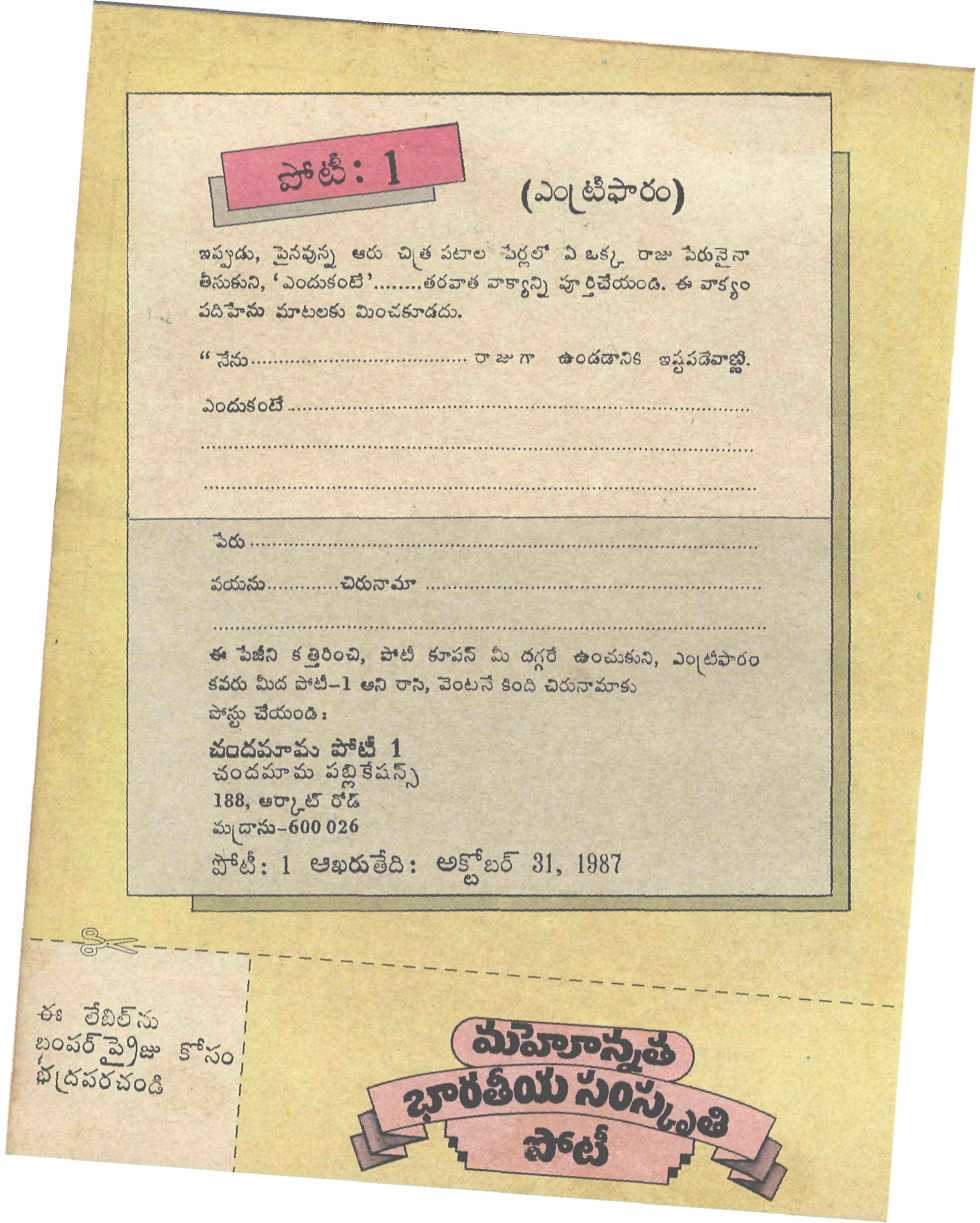 పోటీ: 1
(ఎంట్రిఫారం)
ఇప్పుడు, పైనవున్న ఆరు చిత్ర పటాల పేర్లలో ఏ ఒక్క రాజు పేరునైనా
తీసుకుని, ‘ఎందుకంటే’........తరవాత వాక్యాన్ని పూర్తిచేయండి. ఈ వాక్యం
పదిహేను మాటలకు మించకూడదు.
“నేను........................................ రాజుగా ఉండడానికి ఇష్టపడేవాణ్ణి.
ఎందుకంటే..........................................................................................
..........................................................................................
..........................................................................................
పేరు..........................................................................................
వయను............చిరునామా ............................................................
..........................................................................................
ఈ పేజీని కత్తిరించి, పోటీ కూపన్ మీ దగ్గరే ఉంచుకుని, ఎంట్రిఫారం
కవరు మీద పోటీ-1 అని రాసి, వెంటనే కింది చిరునామాకు
పోస్టు చేయండి:
చందమామ పోటీ 1
చందమామ పబ్లికేషన్స్
188, ఆర్కాట్ రోడ్
మద్రాను-600 026
పోటీ: 1 ఆఖరుతేది: అక్టోబర్ 31, 1987
ఈ లేబిల్‌ను
బంపర్ ప్రైజు కోసం
భద్రపరచండి
మహోన్నత
భారతీయ సంస్కృతి
పోటీ